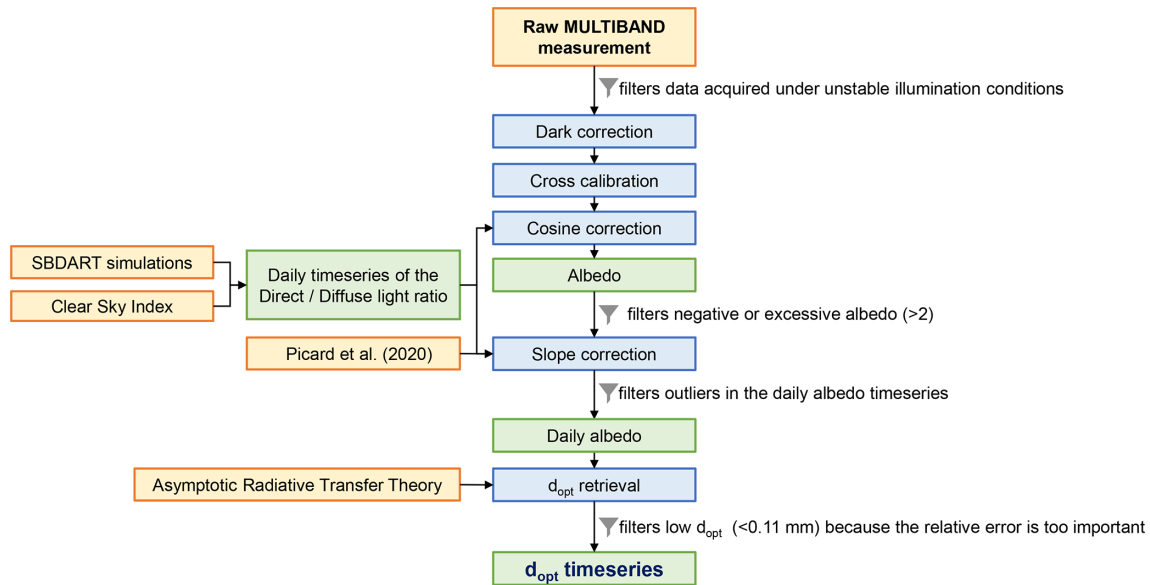 Raw MULTIBAND
measurement
filters data acquired under unstable illumination conditions
Dark correction
Cross calibration
Cosine correction
SBDART simulations
Clear Sky Index
Daily timeseries of the
Direct / Diffuse light ratio
Albedo
filters negative or excessive albedo (>2)
Picard et al. (2020)
Slope correction
filters outliers in the daily albedo timeseries
Daily albedo
Asymptotic Radiative Transfer Theory
dopt retrieval
filters low dopt (<0.11 mm) because the relative error is too important
dopt timeseries